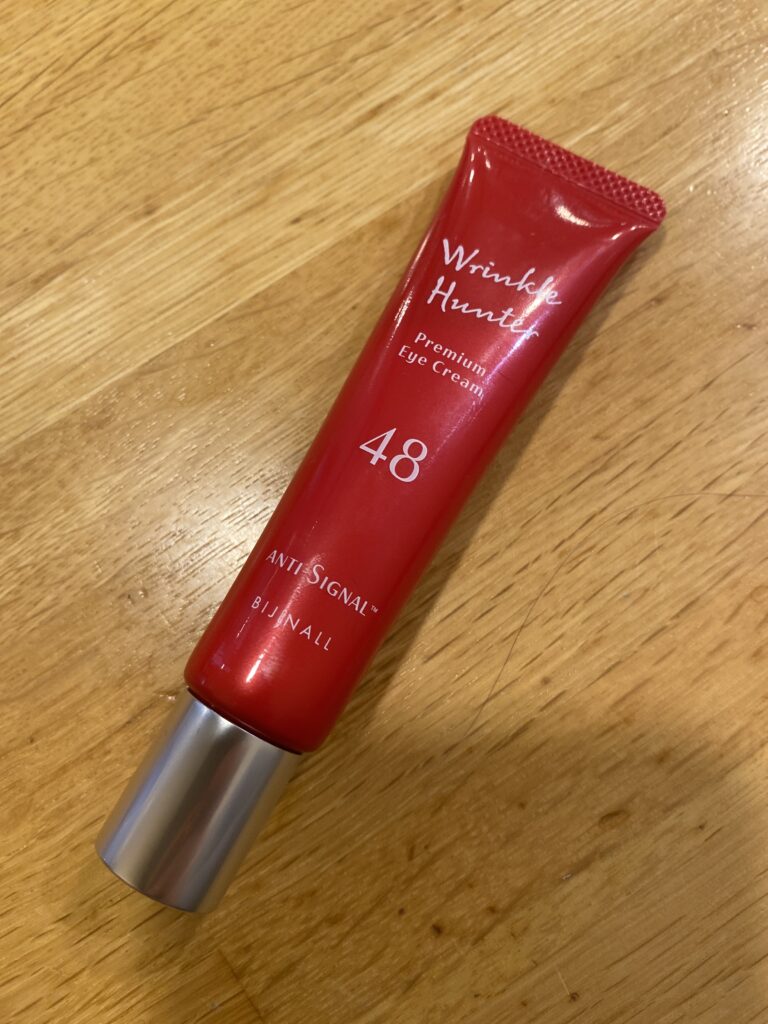 Wrinkle
Hunter
Premium
Eye Cream
48
ANTI-SIGNAL™
BIJINALL